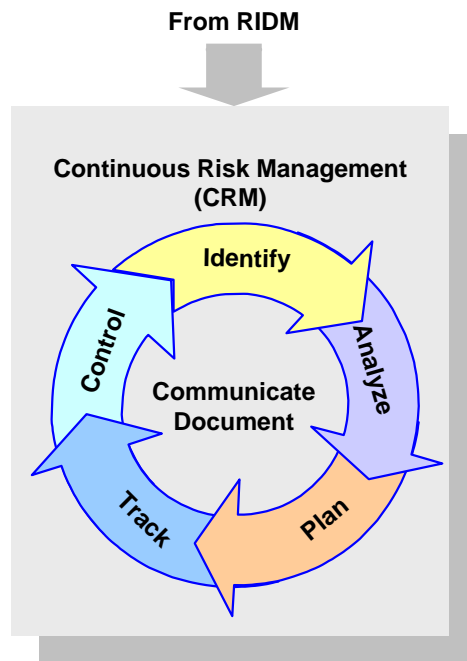 From RIDM
Continuous Risk Management
(CRM)
Identify
Analyze
Plan
Track
Control
Communicate
Document